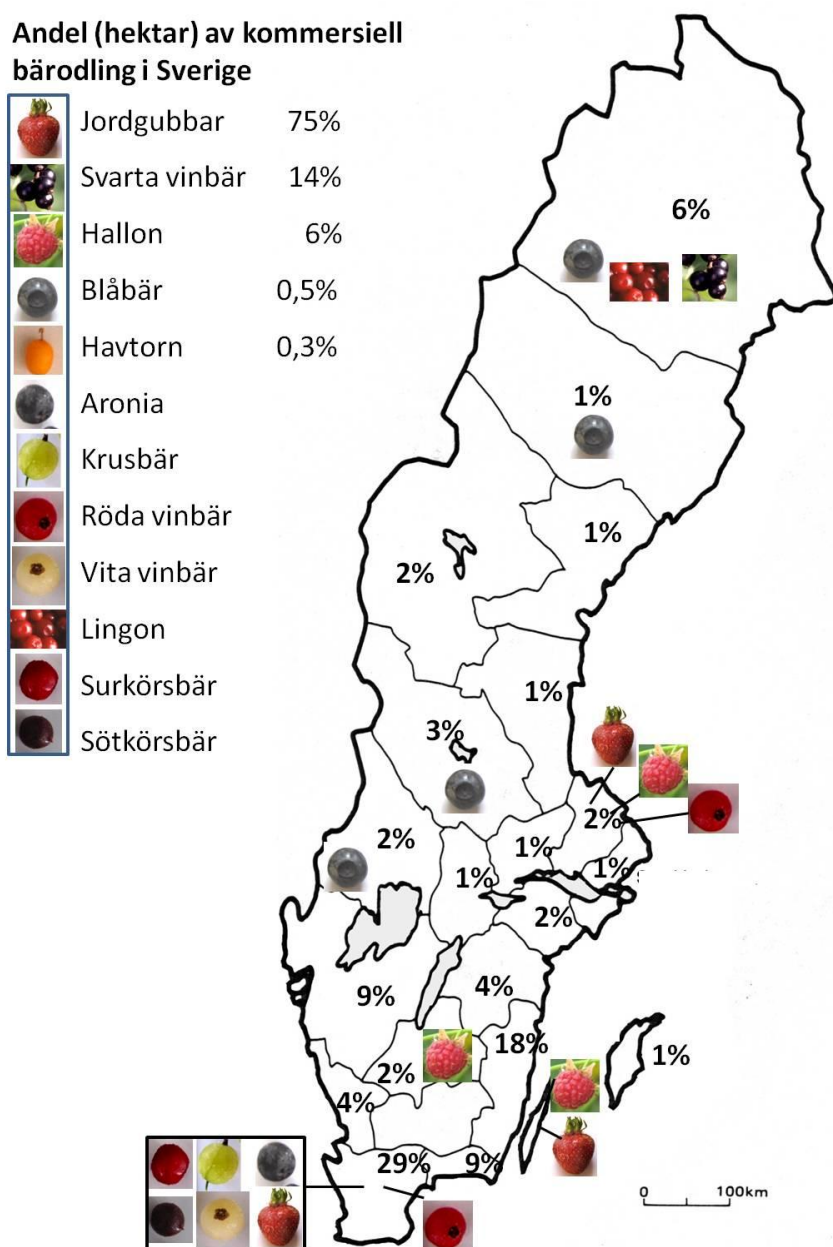 Andel (hektar) av kommersiell
bärodling i Sverige
Jordgubbar 75%
Svarta vinbär 14%
Hallon 6%
Blåbär 0,5%
Havtorn 0,3%
Aronia
Krusbär
Röda vinbär
Vita vinbär
Lingon
Surkörsbär
Sötkörsbär
6%
1%
1%
2%
1%
3%
2%
2%
1%
1%
1%
2%
4%
9%
18%
1%
2%
4%
29%
9%
0 100km